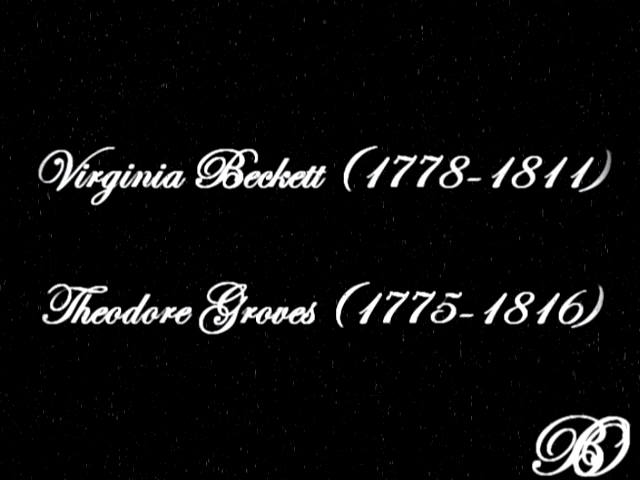 Virginia Beckett (1778-1811)
Theodore Groves (1775-1816)